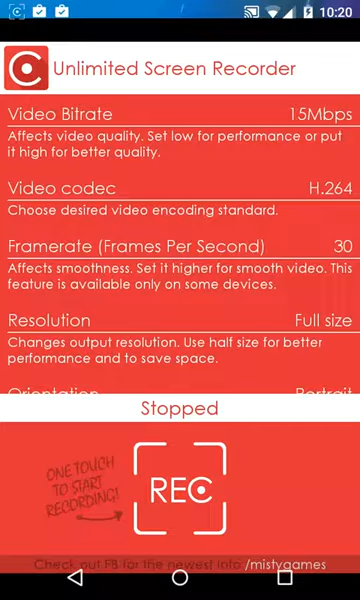 10:20
Unlimited Screen Recorder
Video Bitrate 15Mbps
Affects video quality. Set low for performance or put
it high for better quality.
Video codec H.264
Choose desired video encoding standard.
Framerate (Frames Per Second) 30
Affects smoothness. Set it higher for smooth video. This
feature is available only on some devices.
Resolution Full size
Changes output resolution. Use half size for better
performance and to save space.
Orientation Portrait
Stopped
ONE TOUCH
TO START
RECORDING!
REC
Check out FB for the newest info /mistygames